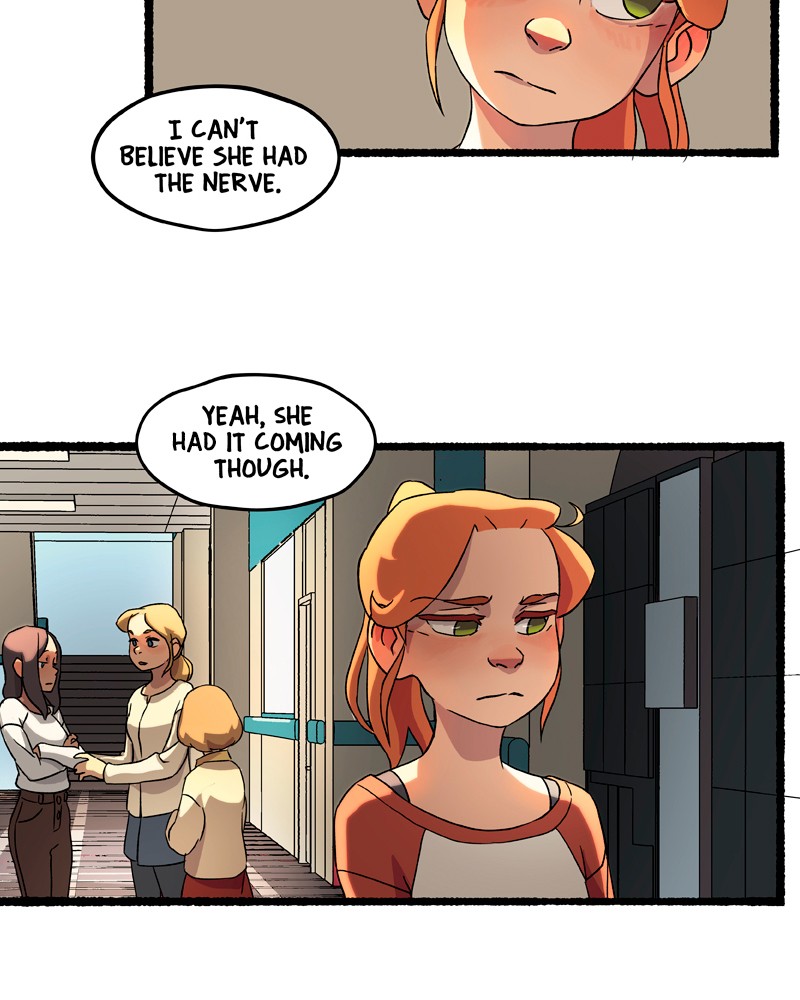 I CAN'T
BELIEVE SHE HAD
THE NERVE.
YEAH, SHE
HAD IT COMING
THOUGH.